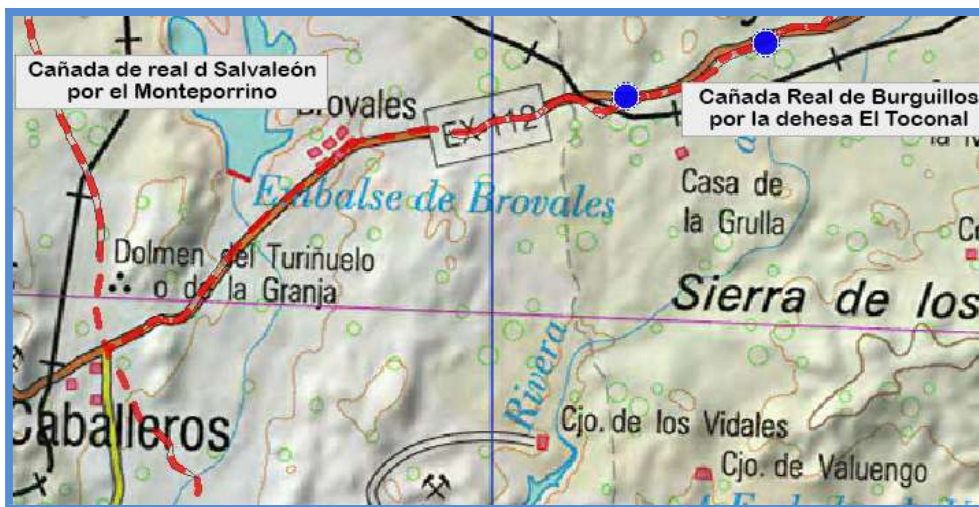 Cañada de real d Salvaleón
por el Monteporrino
Brovales
EX-112
Cañada Real de Burguillos
por la dehesa El Toconal
Embalse de Brovales
Casa de
la Grulla
Dolmen del Turiñuelo
o de la Granja
Sierra de los
Rivera
Caballeros
Cjo. de los Vidales
Cjo. de Valuengo